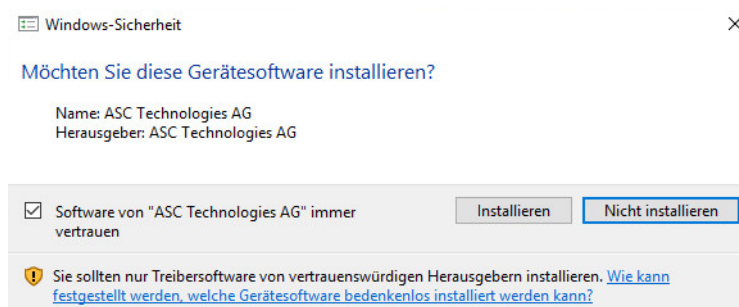 Windows-Sicherheit
Möchten Sie diese Gerätesoftware installieren?
Name: ASC Technologies AG
Herausgeber: ASC Technologies AG
Software von "ASC Technologies AG" immer
vertrauen
Installieren
Nicht installieren
Sie sollten nur Treibersoftware von vertrauenswürdigen Herausgebern installieren. Wie kann
festgestellt werden, welche Gerätesoftware bedenkenlos installiert werden kann?